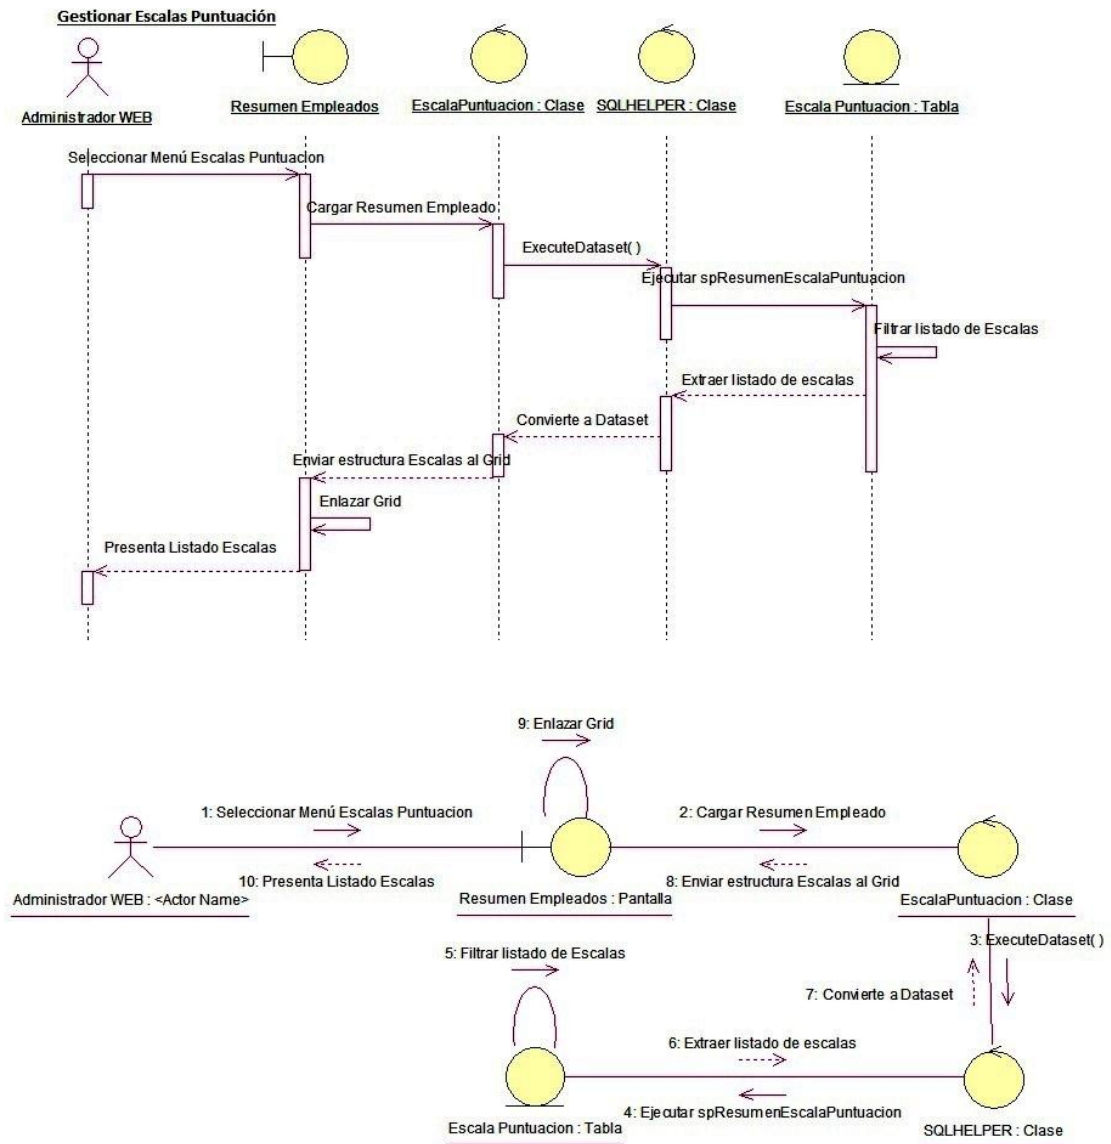 Gestionar Escalas Puntuación
Administrador WEB
Resumen Empleados
EscalaPuntuacion : Clase
SQLHELPER : Clase
Escala Puntuacion : Tabla
Seleccionar Menú Escalas Puntuacion
Cargar Resumen Empleado
ExecuteDataset( )
Ejecutar spResumenEscalaPuntuacion
Filtrar listado de Escalas
Extraer listado de escalas
Convierte a Dataset
Enviar estructura Escalas al Grid
Enlazar Grid
Presenta Listado Escalas
9: Enlazar Grid
1: Seleccionar Menú Escalas Puntuacion
2: Cargar Resumen Empleado
10: Presenta Listado Escalas
8: Enviar estructura Escalas al Grid
Administrador WEB : <Actor Name>
Resumen Empleados : Pantalla
EscalaPuntuacion : Clase
3: ExecuteDataset( )
5: Filtrar listado de Escalas
7: Convierte a Dataset
6: Extraer listado de escalas
4: Ejecutar spResumenEscalaPuntuacion
Escala Puntuacion : Tabla
SQLHELPER : Clase